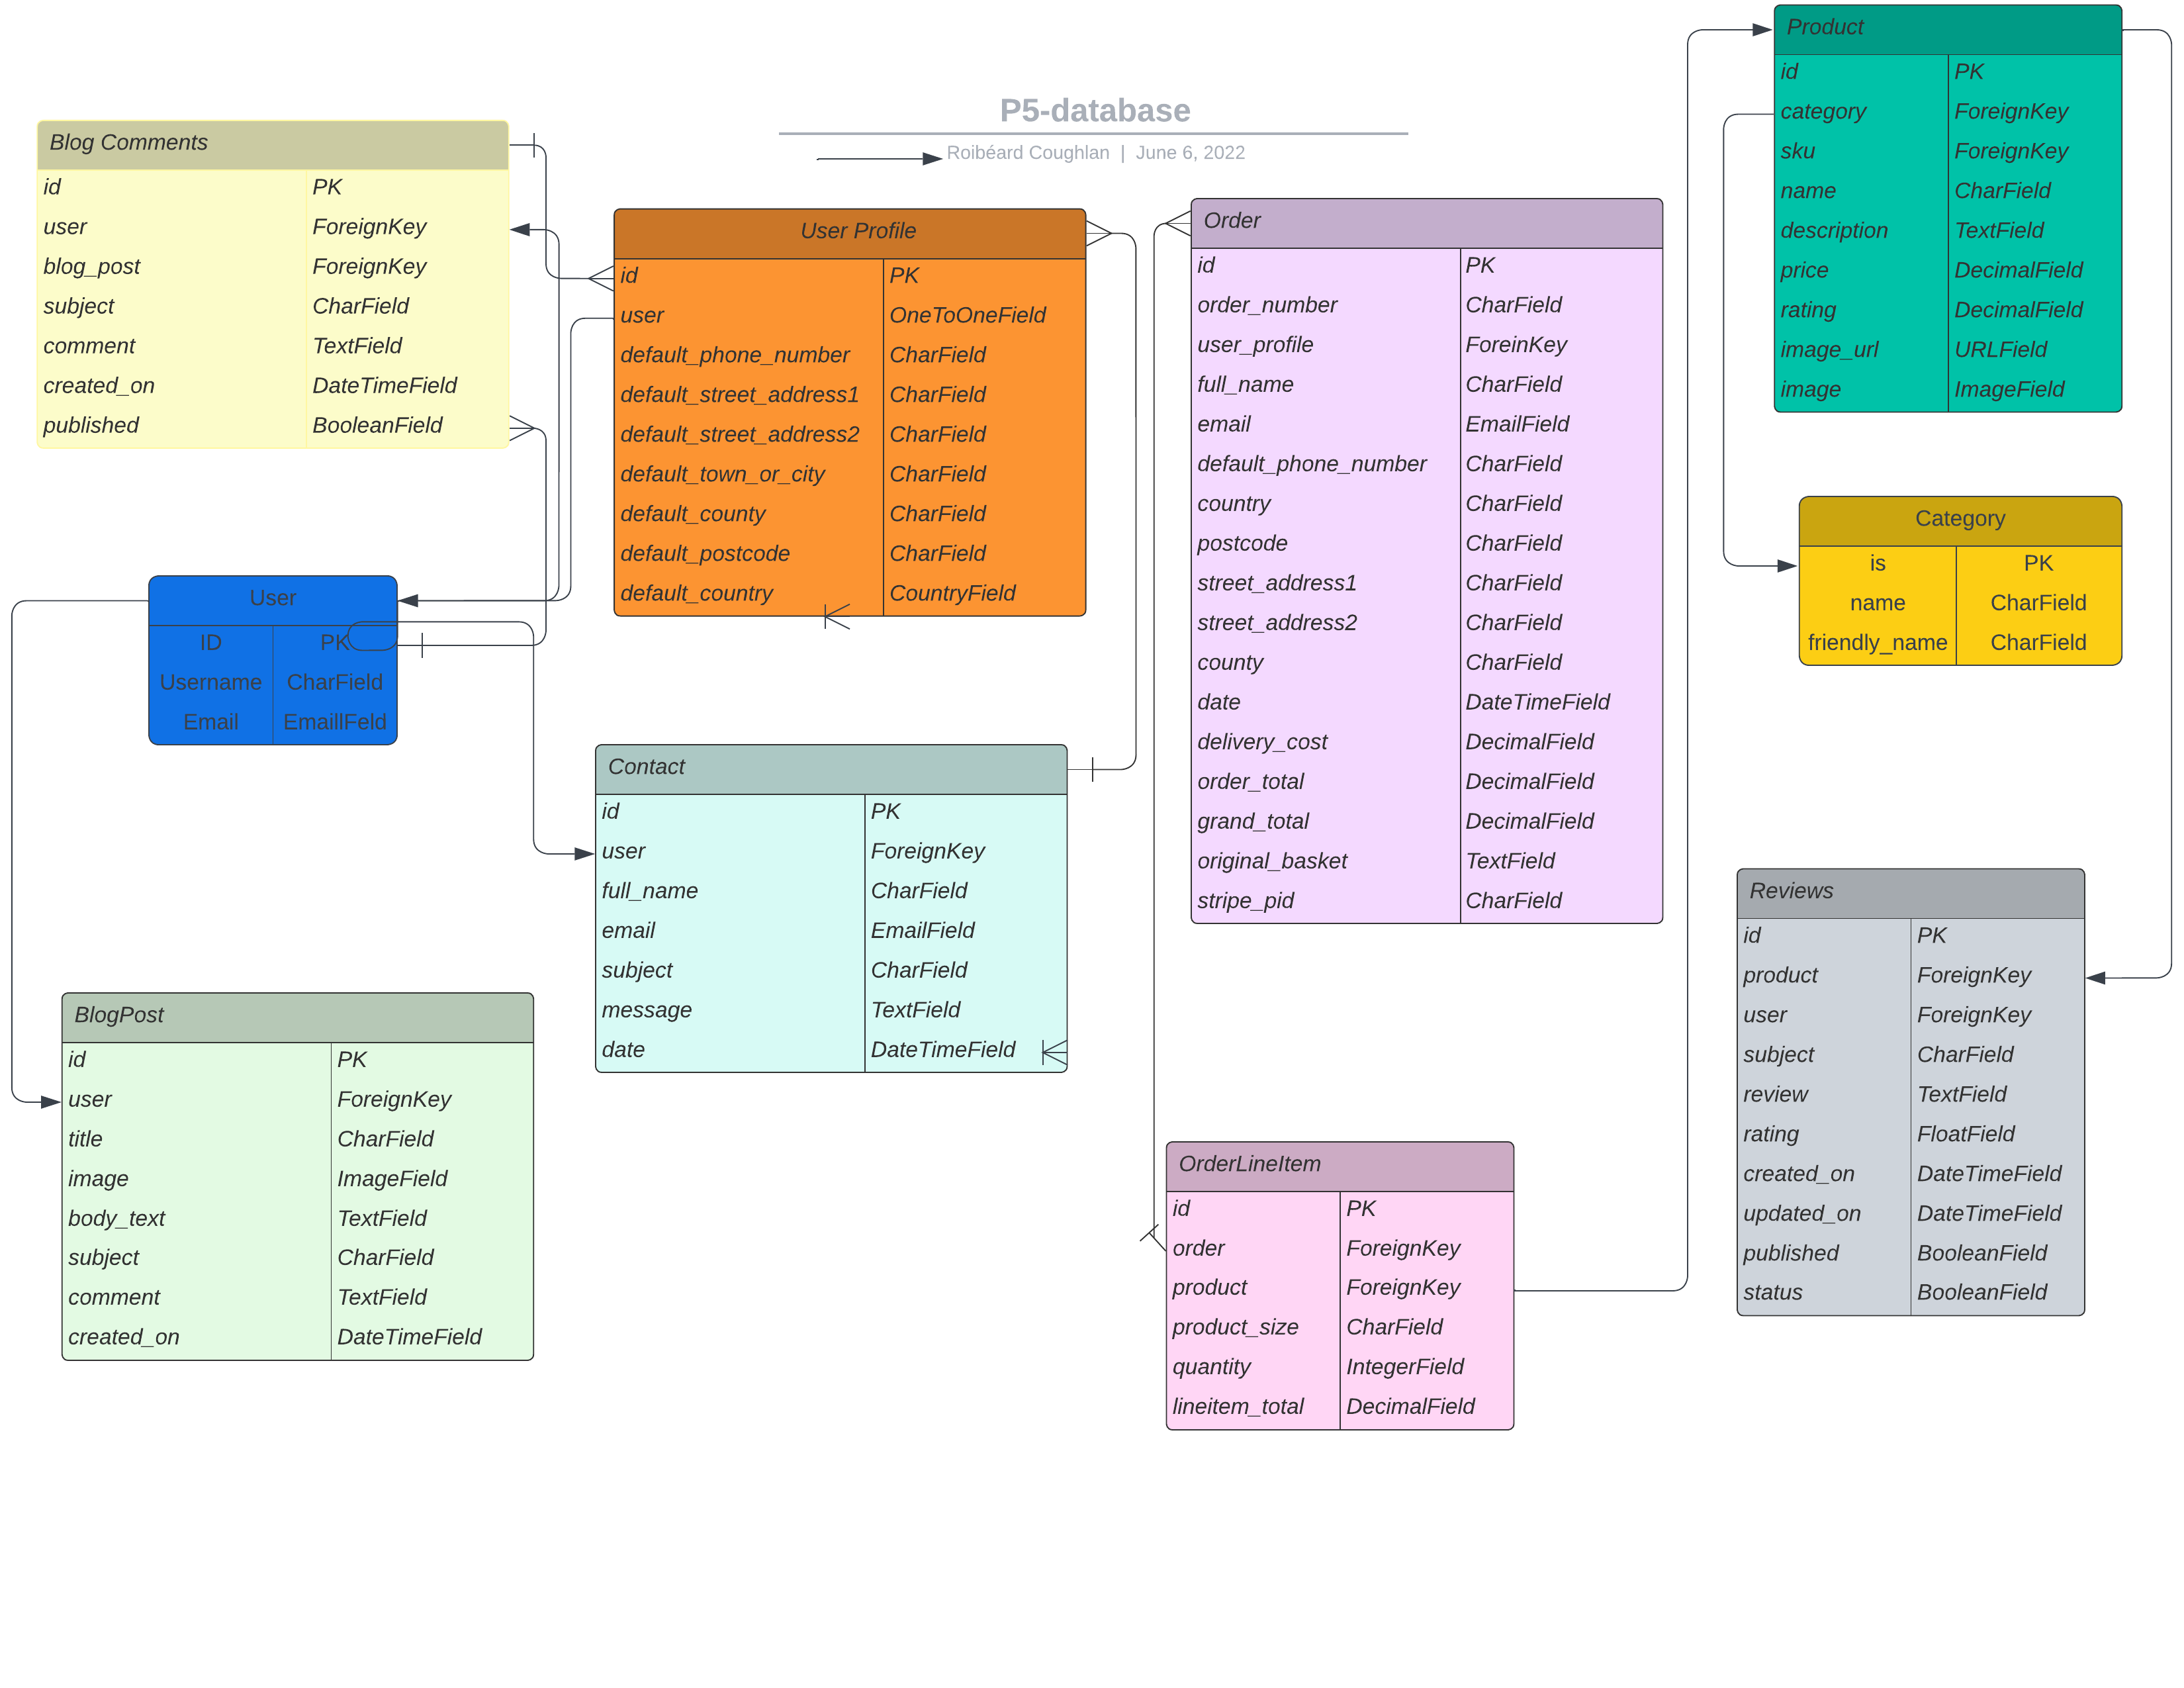 P5-database
Roibéard Coughlan | June 6, 2022
Blog Comments
id PK
user ForeignKey
blog_post ForeignKey
subject CharField
comment TextField
created_on DateTimeField
published BooleanField
User Profile
id PK
user OneToOneField
default_phone_number CharField
default_street_address1 CharField
default_street_address2 CharField
default_town_or_city CharField
default_county CharField
default_postcode CharField
default_country CountryField
Order
id PK
order_number CharField
user_profile ForeinKey
full_name CharField
email EmailField
default_phone_number CharField
country CharField
postcode CharField
street_address1 CharField
street_address2 CharField
county CharField
date DateTimeField
delivery_cost DecimalField
order_total DecimalField
grand_total DecimalField
original_basket TextField
stripe_pid CharField
Product
id PK
category ForeignKey
sku ForeignKey
name CharField
description TextField
price DecimalField
rating DecimalField
image_url URLField
image ImageField
Category
is PK
name CharField
friendly_name CharField
User
ID PK
Username CharField
Email EmaillFeld
Contact
id PK
user ForeignKey
full_name CharField
email EmailField
subject CharField
message TextField
date DateTimeField
Reviews
id PK
product ForeignKey
user ForeignKey
subject CharField
review TextField
rating FloatField
created_on DateTimeField
updated_on DateTimeField
published BooleanField
status BooleanField
BlogPost
id PK
user ForeignKey
title CharField
image ImageField
body_text TextField
subject CharField
comment TextField
created_on DateTimeField
OrderLineItem
id PK
order ForeignKey
product ForeignKey
product_size CharField
quantity IntegerField
lineitem_total DecimalField